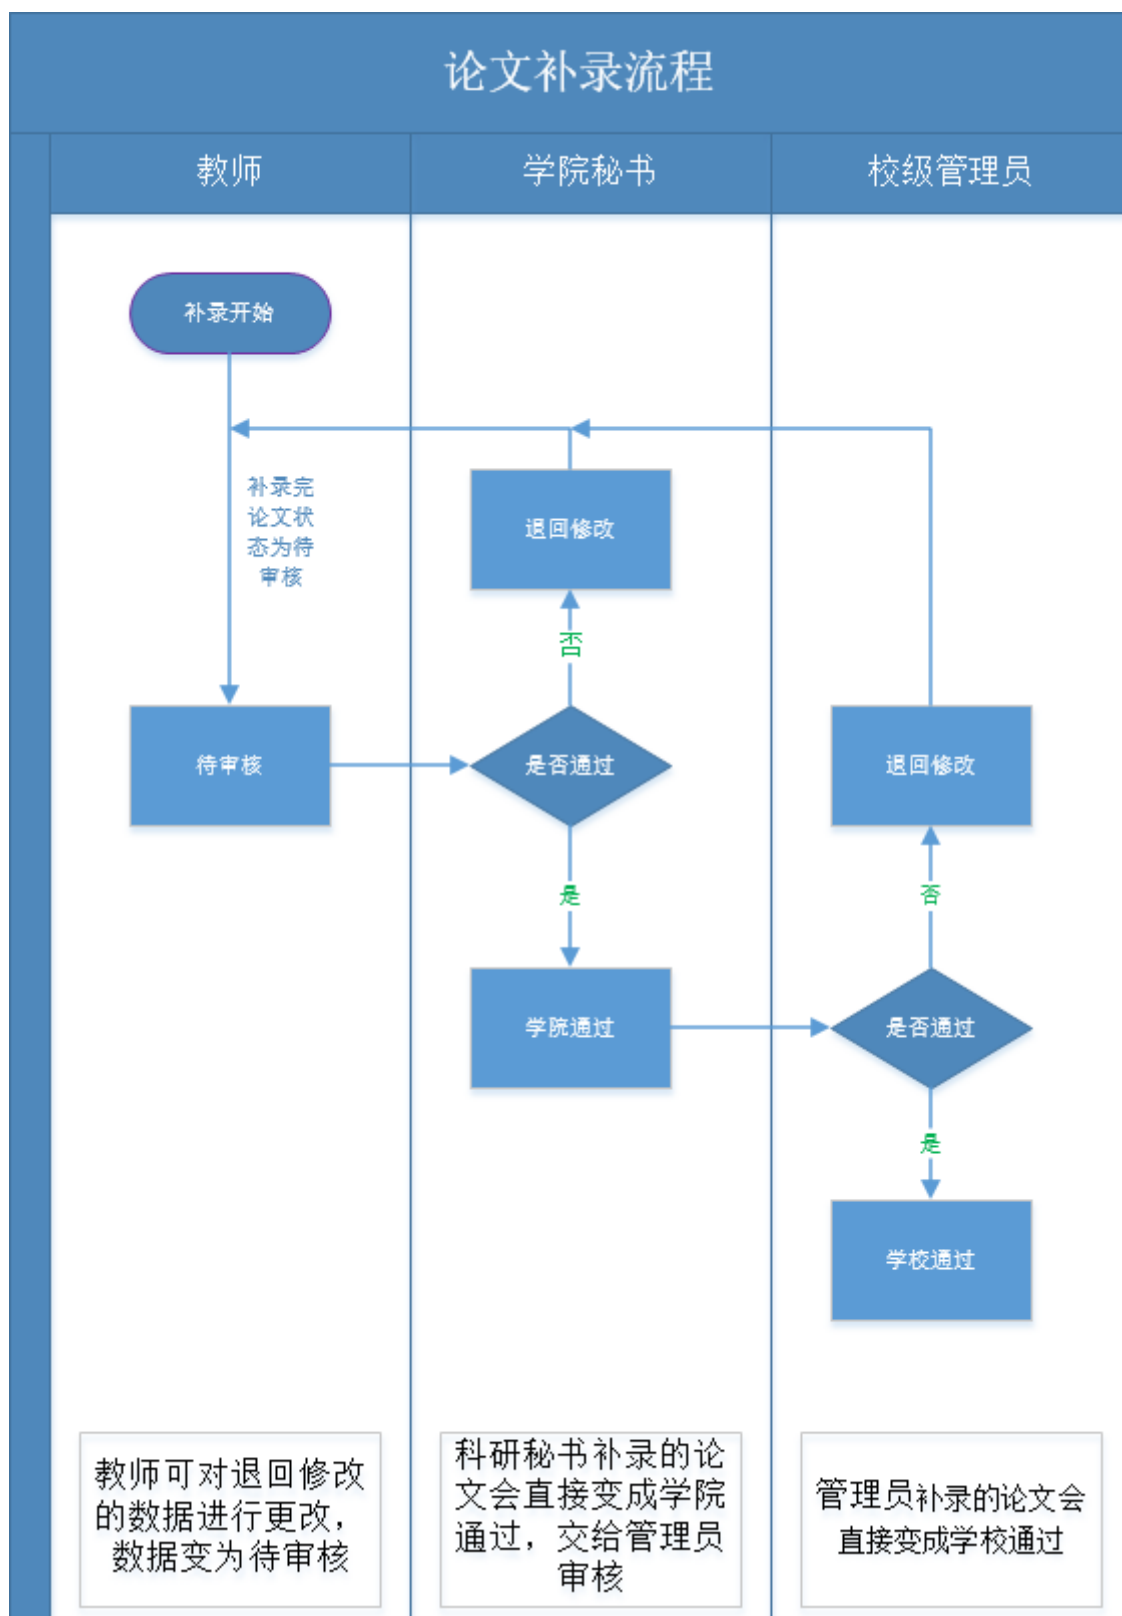 论文补录流程
教师
学院秘书
校级管理员
补录开始
补录完
论文状
态为待
审核
退回修改
否
待审核
是否通过
退回修改
是
否
学院通过
是否通过
是
学校通过
教师可对退回修改
的数据进行更改，
数据变为待审核
科研秘书补录的论
文会直接变成学院
通过，交给管理员
审核
管理员补录的论文会
直接变成学校通过